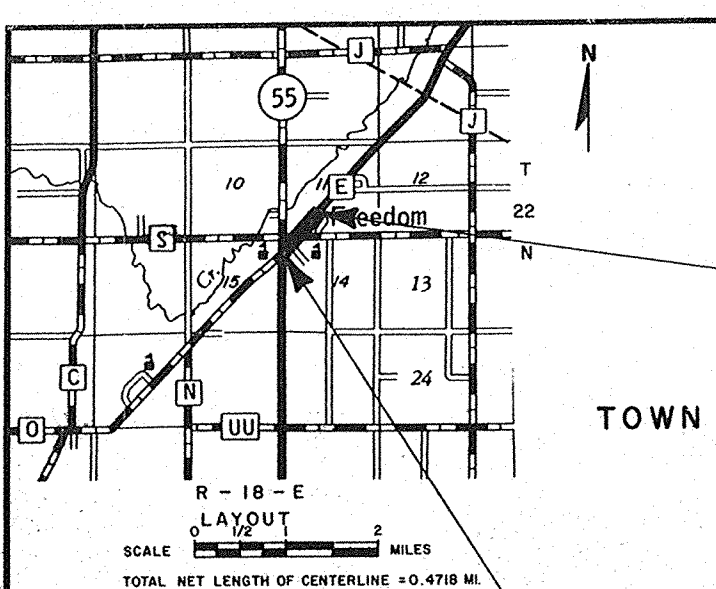 J
N
55
J
10
11
12
T
E
Freedom
22
S
N
Cr.
15
14
13
C
N
24
TOWN
O
UU
R - 18 - E
LAYOUT
0 1/2 1 2
SCALE MILES
TOTAL NET LENGTH OF CENTERLINE = 0.4718 MI.